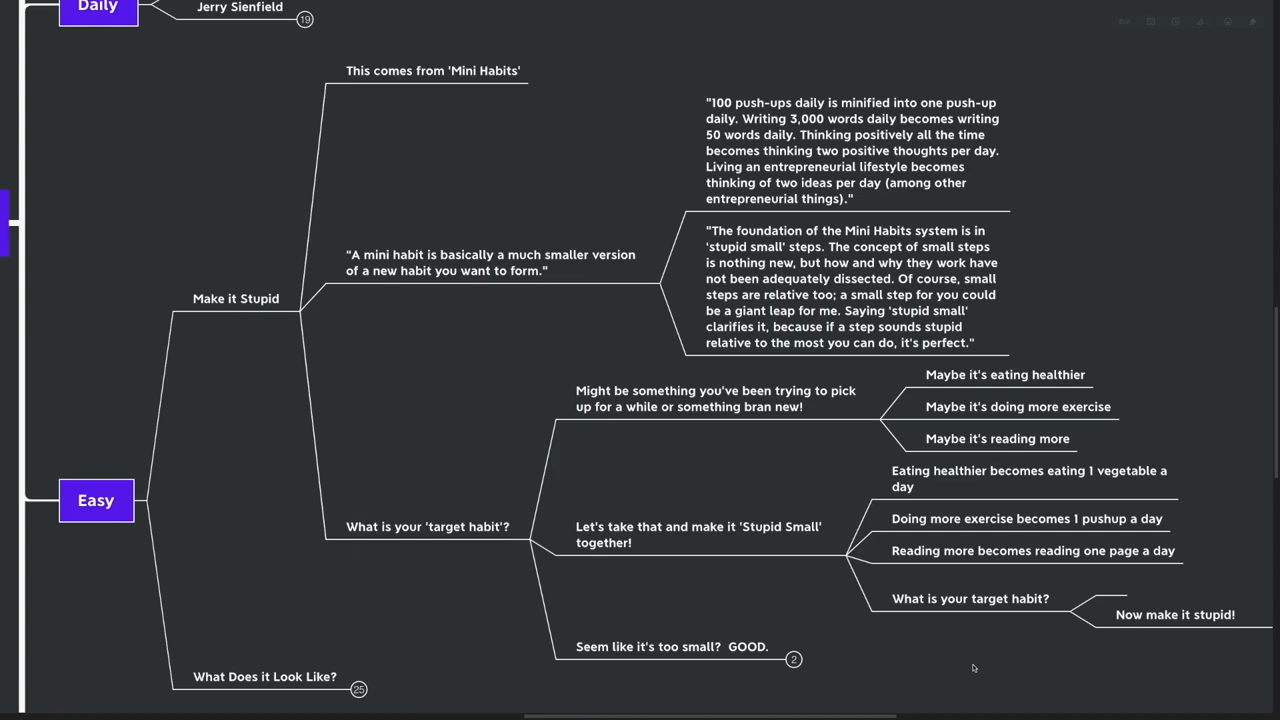 Daily
Jerry Sienfield
19
This comes from 'Mini Habits'
"100 push-ups daily is minified into one push-up
daily. Writing 3,000 words daily becomes writing
50 words daily. Thinking positively all the time
becomes thinking two positive thoughts per day.
Living an entrepreneurial lifestyle becomes
thinking of two ideas per day (among other
entrepreneurial things)."
"A mini habit is basically a much smaller version
of a new habit you want to form."
"The foundation of the Mini Habits system is in
'stupid small' steps. The concept of small steps
is nothing new, but how and why they work have
not been adequately dissected. Of course, small
steps are relative too; a small step for you could
be a giant leap for me. Saying 'stupid small'
clarifies it, because if a step sounds stupid
relative to the most you can do, it's perfect."
Make it Stupid
Might be something you've been trying to pick
up for a while or something bran new!
Maybe it's eating healthier
Maybe it's doing more exercise
Maybe it's reading more
Easy
What is your 'target habit'?
Let's take that and make it 'Stupid Small'
together!
Eating healthier becomes eating 1 vegetable a
day
Doing more exercise becomes 1 pushup a day
Reading more becomes reading one page a day
What is your target habit?
Now make it stupid!
Seem like it's too small? GOOD.
2
What Does it Look Like?
25